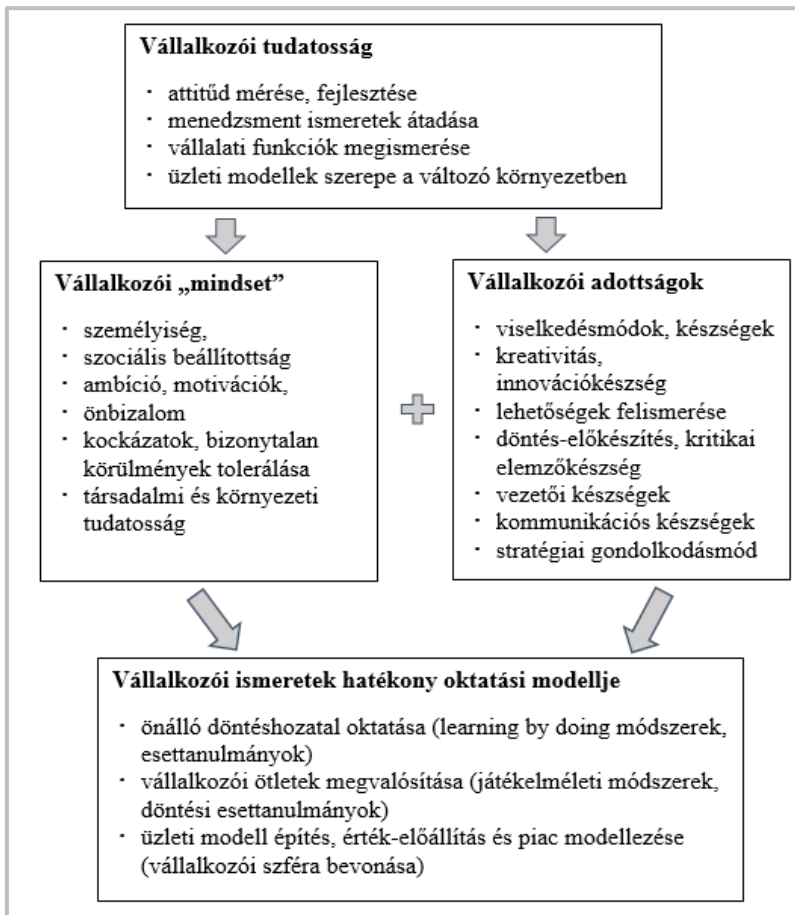 Vállalkozói tudatosság
· attitűd mérése, fejlesztése
· menedzsment ismeretek átadása
· vállalati funkciók megismerése
· üzleti modellek szerepe a változó környezetben
Vállalkozói „mindset”
· személyiség,
· szociális beállítottság
· ambíció, motivációk,
· önbizalom
· kockázatok, bizonytalan
körülmények tolerálása
· társadalmi és környezeti
tudatosság
Vállalkozói adottságok
· viselkedésmódok, készségek
· kreativitás,
innovációkészség
· lehetőségek felismerése
· döntés-előkészítés, kritikai
elemzőkészség
· vezetői készségek
· kommunikációs készségek
· stratégiai gondolkodásmód
Vállalkozói ismeretek hatékony oktatási modellje
· önálló döntéshozatal oktatása (learning by doing módszerek,
esettanulmányok)
· vállalkozói ötletek megvalósítása (játékelméleti módszerek,
döntési esettanulmányok)
· üzleti modell építés, érték-előállítás és piac modellezése
(vállalkozói szféra bevonása)